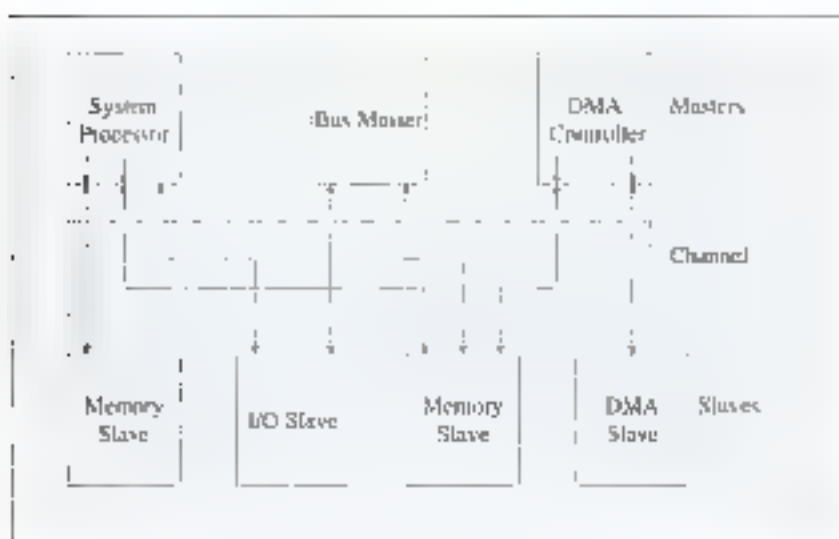 System
Processor
Bus Master
DMA
Controller
Masters
Channel
Memory
Slave
I/O Slave
Memory
Slave
DMA
Slave
Slaves